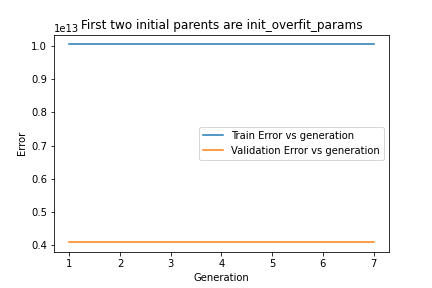 First two initial parents are init_overfit_params
1e13
1.0
0.9
0.8
0.7
0.6
0.5
0.4
Error
Train Error vs generation
Validation Error vs generation
1 2 3 4 5 6 7
Generation